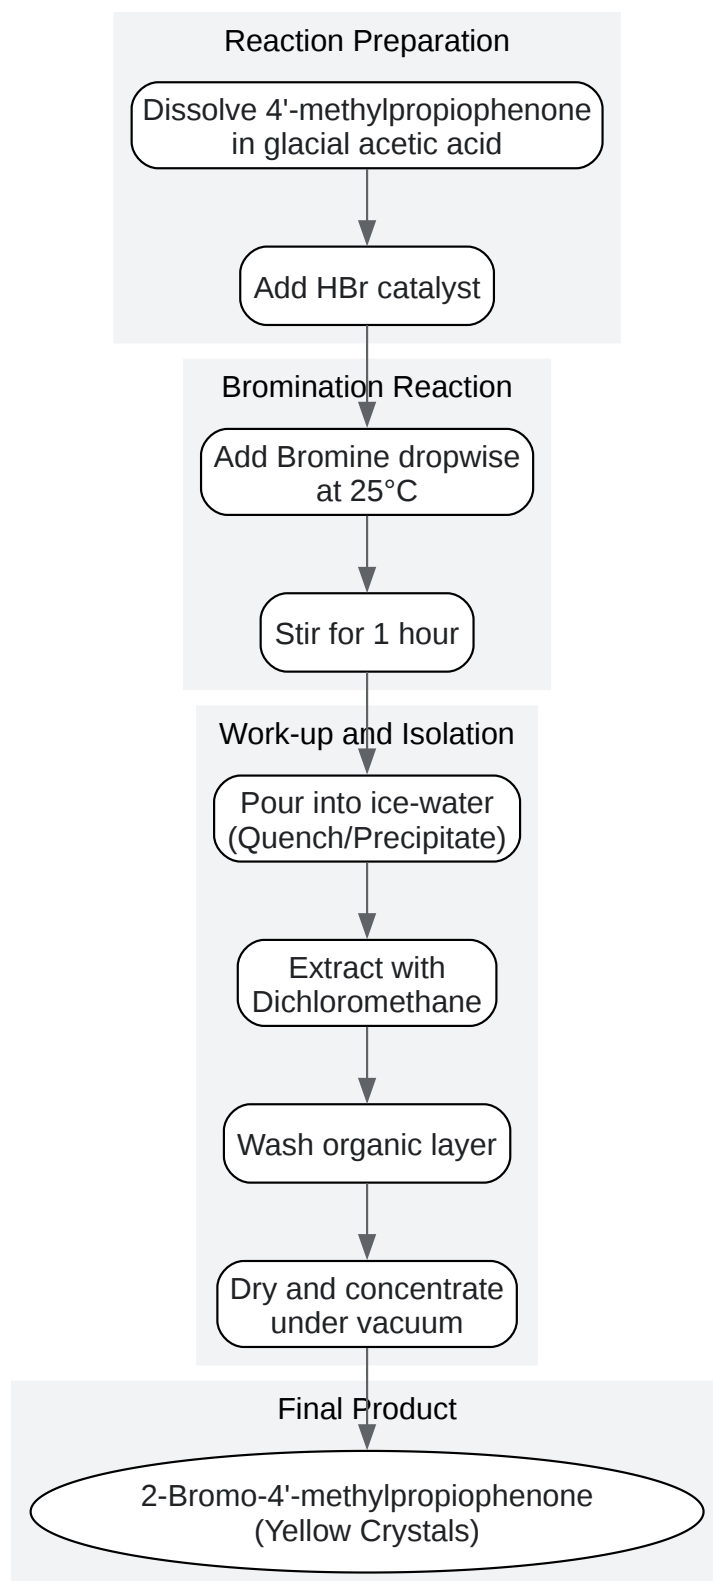 Reaction Preparation
Dissolve 4'-methylpropiophenone
in glacial acetic acid
Add HBr catalyst
Bromination Reaction
Add Bromine dropwise
at 25°C
Stir for 1 hour
Work-up and Isolation
Pour into ice-water
(Quench/Precipitate)
Extract with
Dichloromethane
Wash organic layer
Dry and concentrate
under vacuum
Final Product
2-Bromo-4'-methylpropiophenone
(Yellow Crystals)